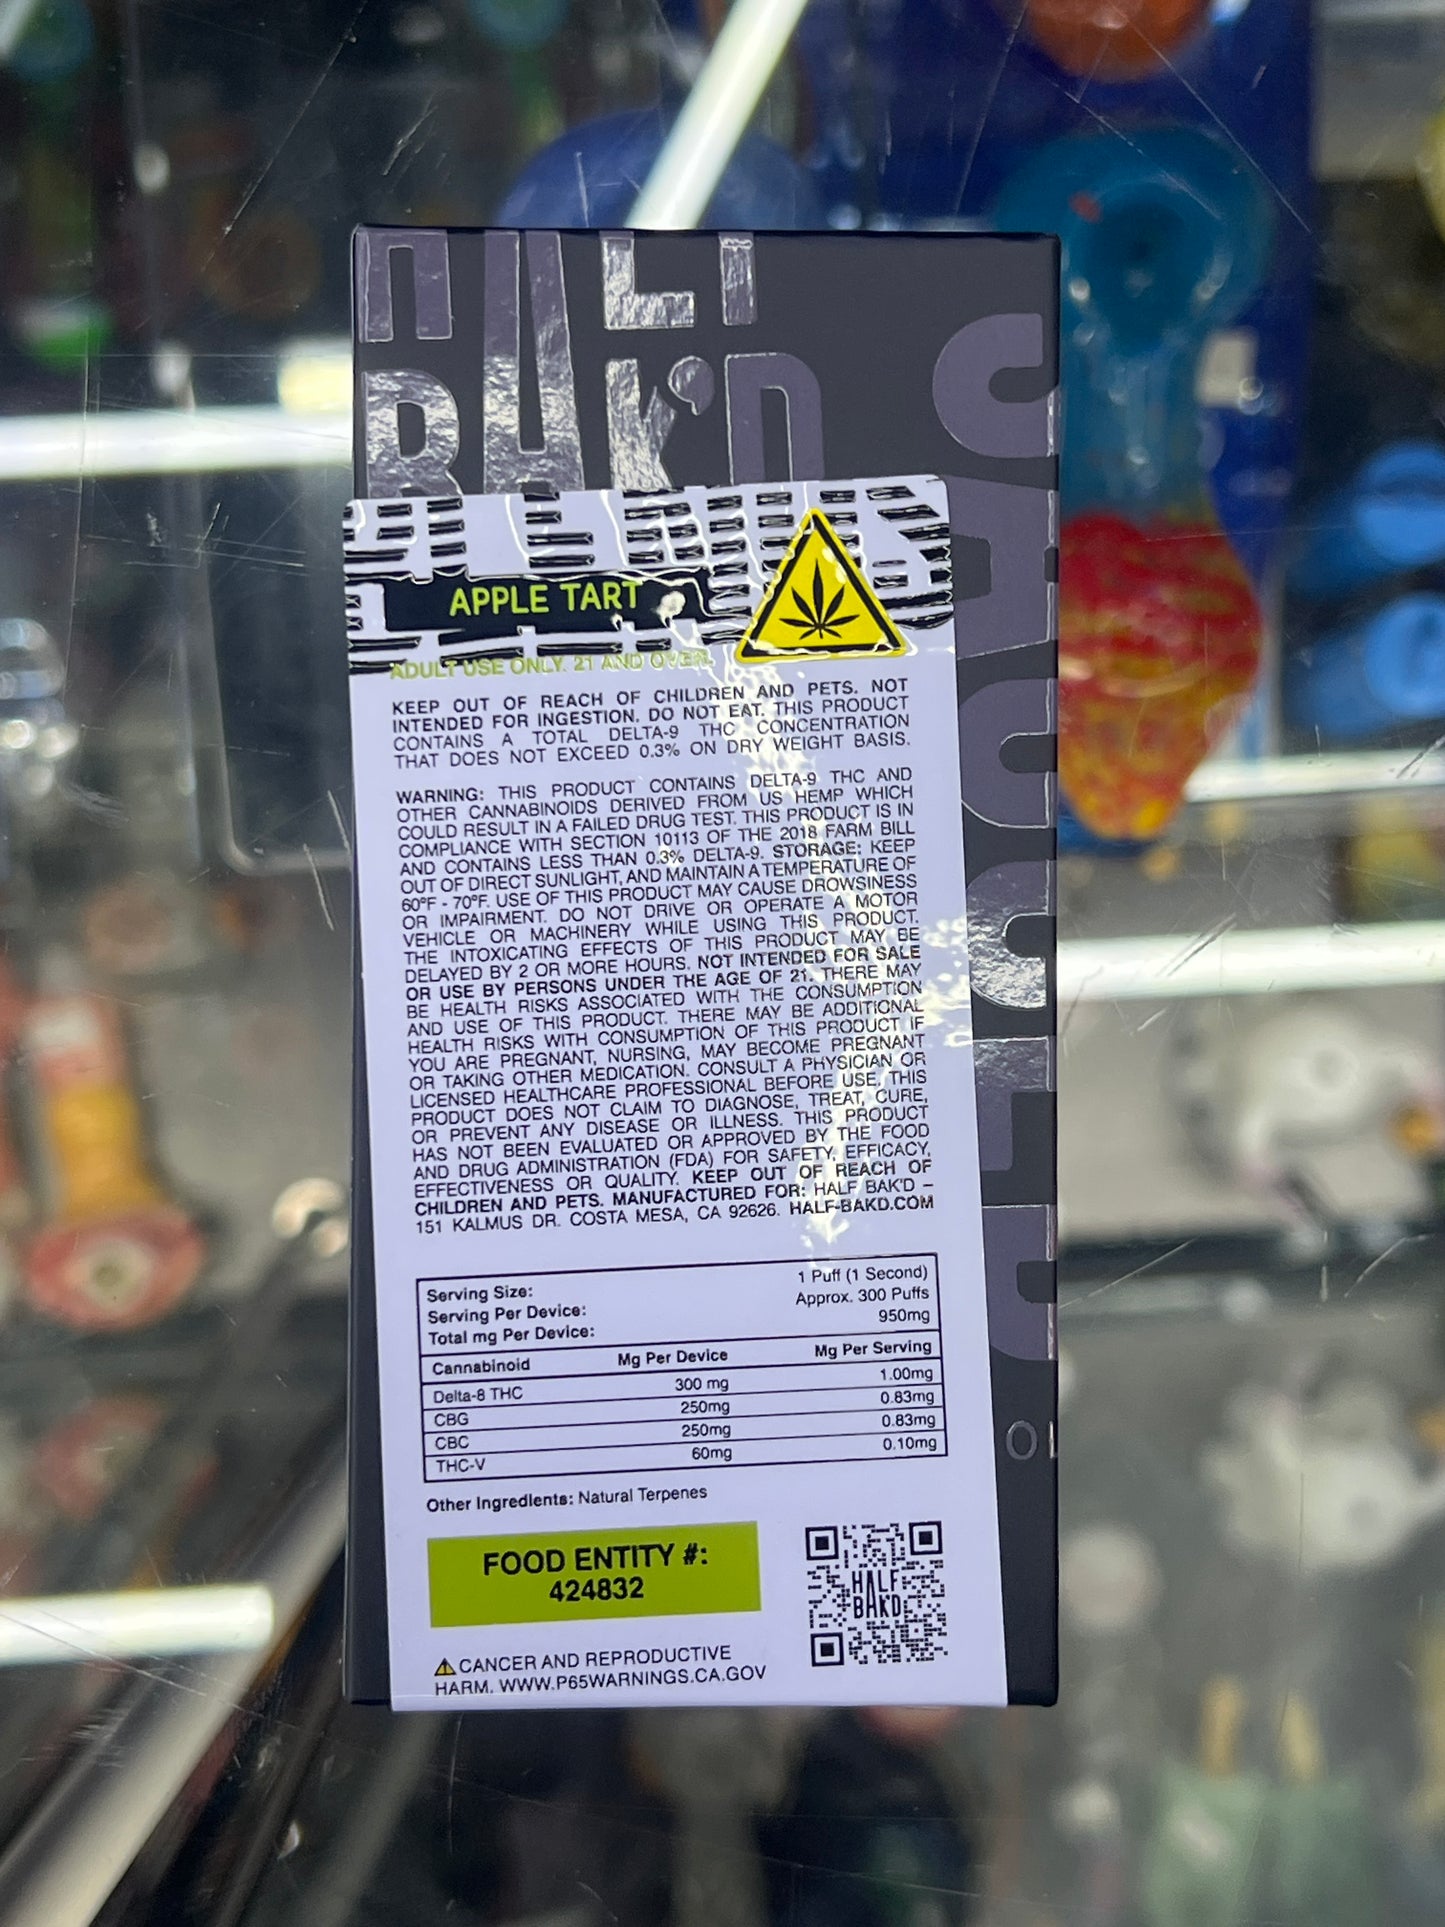 HALF
BAK'D
APPLE TART
ADULT USE ONLY. 21 AND OVER.
KEEP OUT OF REACH OF CHILDREN AND PETS. NOT
INTENDED FOR INGESTION. DO NOT EAT. THIS PRODUCT
CONTAINS A TOTAL DELTA-9 THC CONCENTRATION
THAT DOES NOT EXCEED 0.3% ON DRY WEIGHT BASIS.
WARNING: THIS PRODUCT CONTAINS DELTA-9 THC AND
OTHER CANNABINOIDS DERIVED FROM US HEMP WHICH
COULD RESULT IN A FAILED DRUG TEST. THIS PRODUCT IS IN
COMPLIANCE WITH SECTION 10113 OF THE 2018 FARM BILL
AND CONTAINS LESS THAN 0.3% DELTA-9. STORAGE: KEEP
OUT OF DIRECT SUNLIGHT, AND MAINTAIN A TEMPERATURE OF
60ºF - 70ºF. USE OF THIS PRODUCT MAY CAUSE DROWSINESS
OR IMPAIRMENT. DO NOT DRIVE OR OPERATE A MOTOR
VEHICLE OR MACHINERY WHILE USING THIS PRODUCT.
THE INTOXICATING EFFECTS OF THIS PRODUCT MAY BE
DELAYED BY 2 OR MORE HOURS. NOT INTENDED FOR SALE
OR USE BY PERSONS UNDER THE AGE OF 21. THERE MAY
BE HEALTH RISKS ASSOCIATED WITH THE CONSUMPTION
AND USE OF THIS PRODUCT. THERE MAY BE ADDITIONAL
HEALTH RISKS WITH CONSUMPTION OF THIS PRODUCT IF
YOU ARE PREGNANT, NURSING, MAY BECOME PREGNANT
OR TAKING OTHER MEDICATION. CONSULT A PHYSICIAN OR
LICENSED HEALTHCARE PROFESSIONAL BEFORE USE. THIS
PRODUCT DOES NOT CLAIM TO DIAGNOSE, TREAT, CURE,
OR PREVENT ANY DISEASE OR ILLNESS. THIS PRODUCT
HAS NOT BEEN EVALUATED OR APPROVED BY THE FOOD
AND DRUG ADMINISTRATION (FDA) FOR SAFETY, EFFICACY,
EFFECTIVENESS OR QUALITY. KEEP OUT OF REACH OF
CHILDREN AND PETS. MANUFACTURED FOR: HALF BAK'D –
151 KALMUS DR. COSTA MESA, CA 92626. HALF-BAKD.COM
Serving Size: 1 Puff (1 Second)
Serving Per Device: Approx. 300 Puffs
Total mg Per Device: 950mg
Cannabinoid Mg Per Device Mg Per Serving
Delta-8 THC 300 mg 1.00mg
CBG 250mg 0.83mg
CBC 250mg 0.83mg
THC-V 60mg 0.10mg
Other Ingredients: Natural Terpenes
FOOD ENTITY #:
424832
HALF
BAKD
CANCER AND REPRODUCTIVE
HARM. WWW.P65WARNINGS.CA.GOV